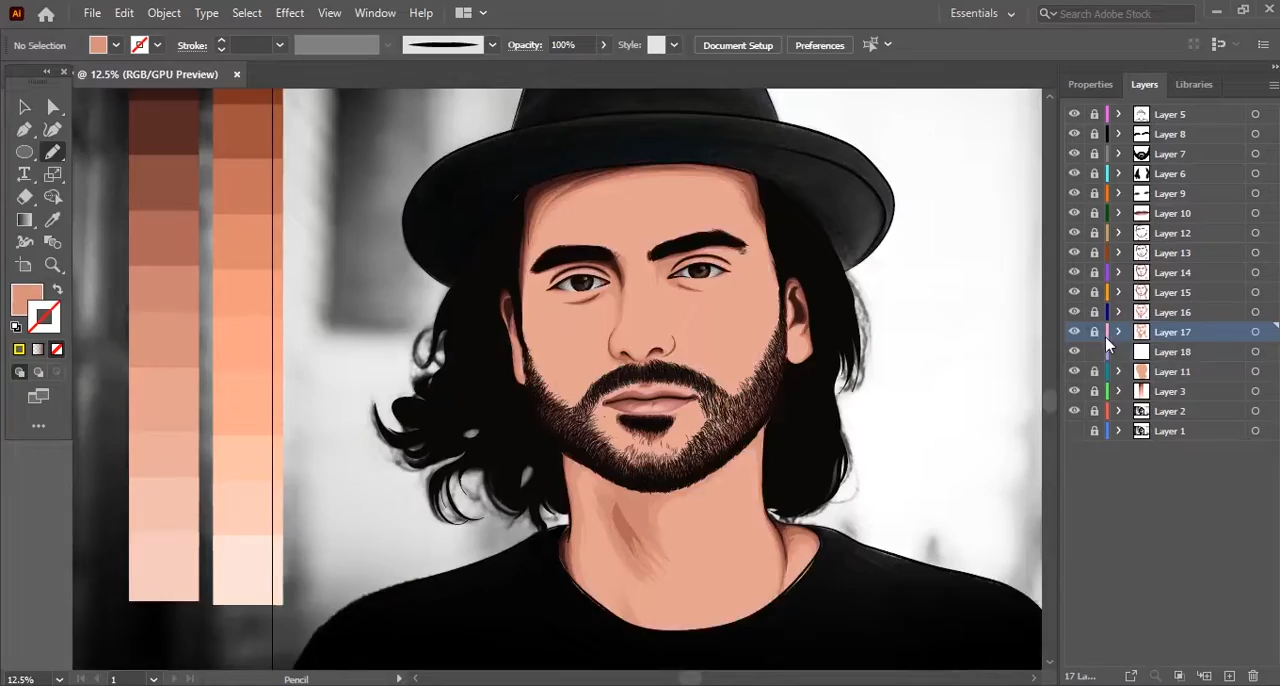 Ai File Edit Object Type Select Effect View Window Help Essentials Search Adobe Stock
No Selection Stroke: Opacity: 100% Style: Document Setup Preferences
@ 12.5% (RGB/GPU Preview) ×
Properties Layers Libraries
Layer 5
Layer 8
Layer 7
Layer 6
Layer 9
Layer 10
Layer 12
Layer 13
Layer 14
Layer 15
Layer 16
Layer 17
Layer 18
Layer 11
Layer 3
Layer 2
Layer 1
12.5% 1 Pencil 17 La...